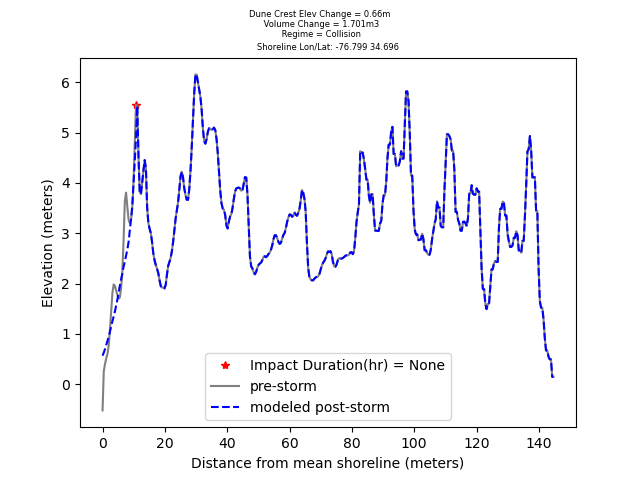 Dune Crest Elev Change = 0.66m
Volume Change = 1.701m3
Regime = Collision
Shoreline Lon/Lat: -76.799 34.696
6
5
4
3
2
1
0
Elevation (meters)
Impact Duration(hr) = None
pre-storm
modeled post-storm
0 20 40 60 80 100 120 140
Distance from mean shoreline (meters)